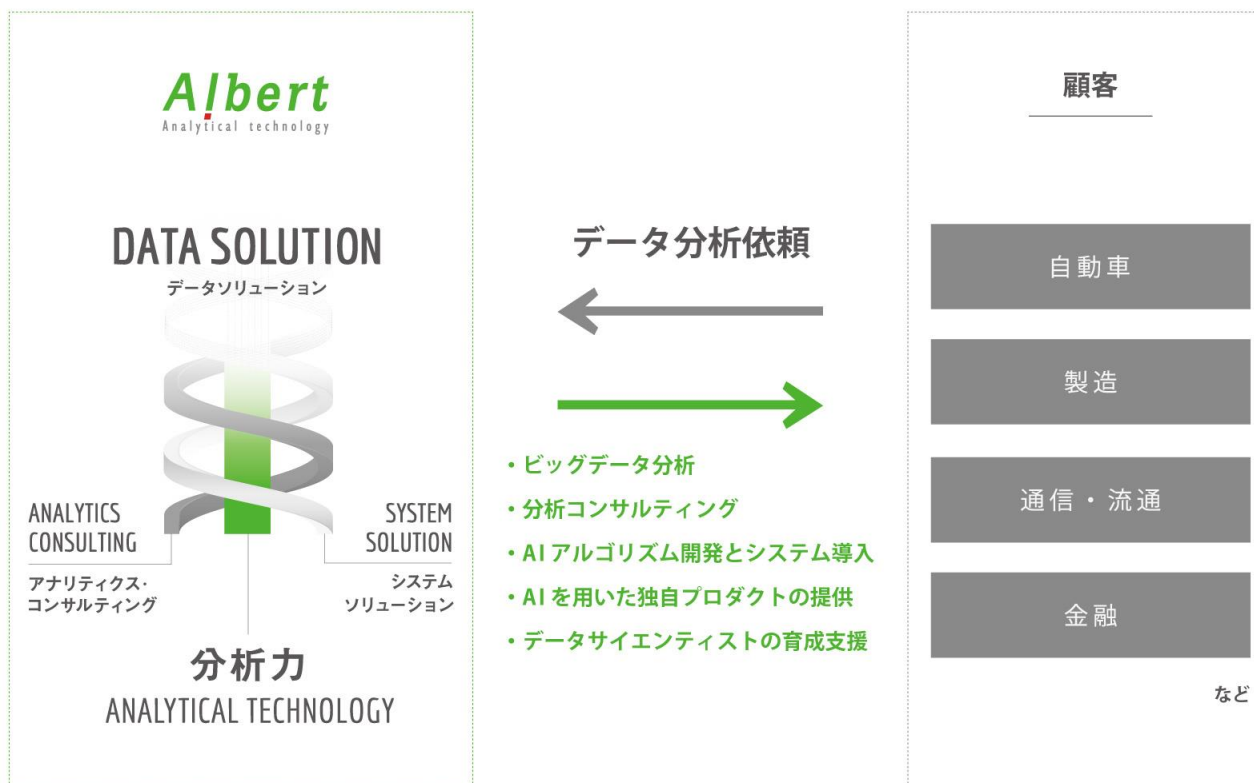 Albert
Analytical technology
DATA SOLUTION
データソリューション
ANALYTICS
CONSULTING
アナリティクス・
コンサルティング
SYSTEM
SOLUTION
システム
ソリューション
分析力
ANALYTICAL TECHNOLOGY
データ分析依頼
・ビッグデータ分析
・分析コンサルティング
・AIアルゴリズム開発とシステム導入
・AIを用いた独自プロダクトの提供
・データサイエンティストの育成支援
顧客
自動車
製造
通信・流通
金融
など